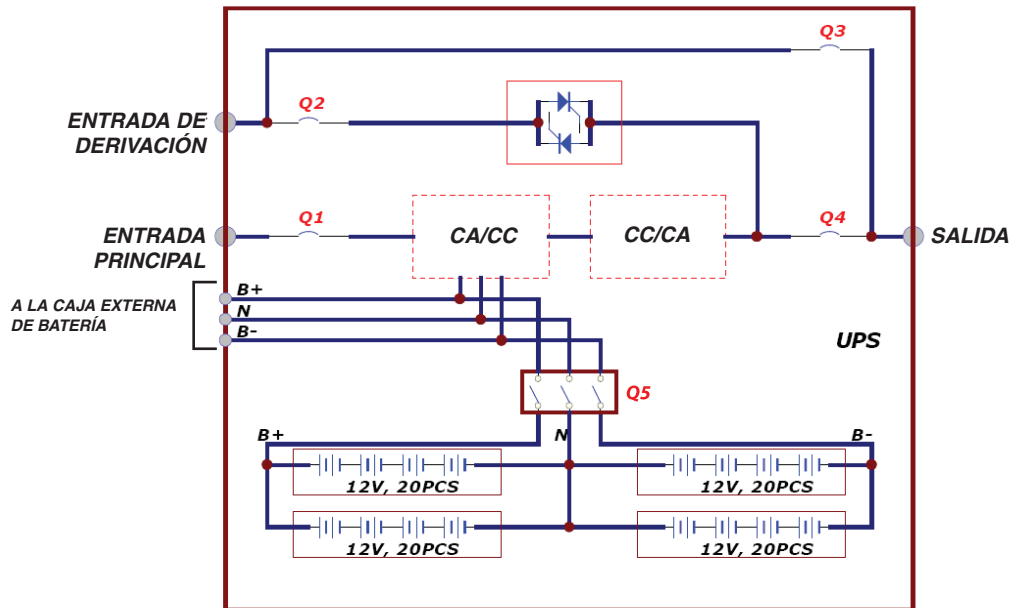 Q3
Q2
ENTRADA DE
DERIVACIÓN
Q1
Q4
ENTRADA
PRINCIPAL
CA/CC
CC/CA
SALIDA
A LA CAJA EXTERNA
DE BATERÍA
B+
N
B-
UPS
Q5
B+
N
B-
12V, 20PCS
12V, 20PCS
12V, 20PCS
12V, 20PCS